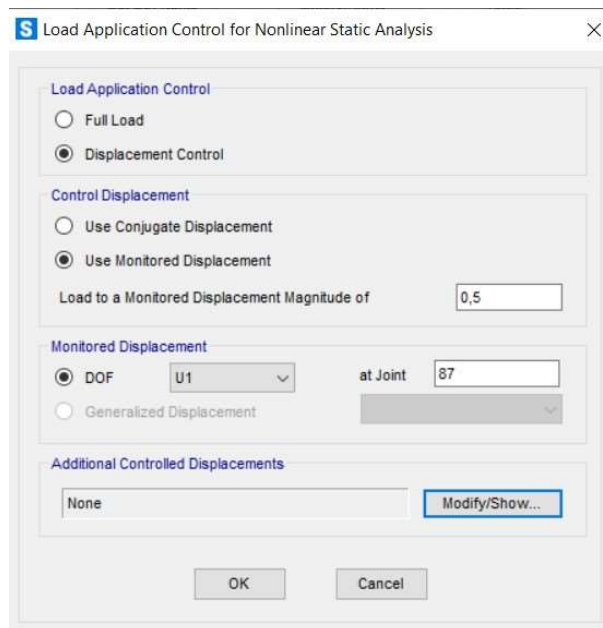 S Load Application Control for Nonlinear Static Analysis
Load Application Control
Full Load
Displacement Control
Control Displacement
Use Conjugate Displacement
Use Monitored Displacement
Load to a Monitored Displacement Magnitude of 0,5
Monitored Displacement
DOF U1 at Joint 87
Generalized Displacement
Additional Controlled Displacements
None Modify/Show...
OK Cancel